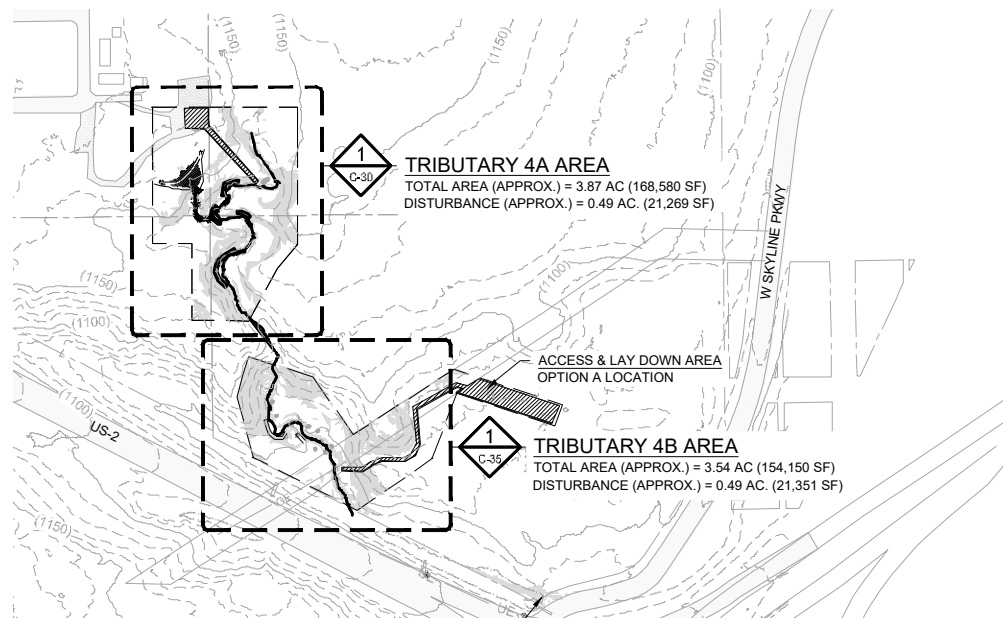 (1150)
(1150)
(1150)
(1100)
1
C-30
TRIBUTARY 4A AREA
TOTAL AREA (APPROX.) = 3.87 AC (168,580 SF)
DISTURBANCE (APPROX.) = 0.49 AC. (21,269 SF)
W SKYLINE PKWY
(1150)
(1100)
(1100)
ACCESS & LAY DOWN AREA
OPTION A LOCATION
(1100)
US-2
1
C-35
TRIBUTARY 4B AREA
TOTAL AREA (APPROX.) = 3.54 AC (154,150 SF)
DISTURBANCE (APPROX.) = 0.49 AC. (21,351 SF)
(1150)